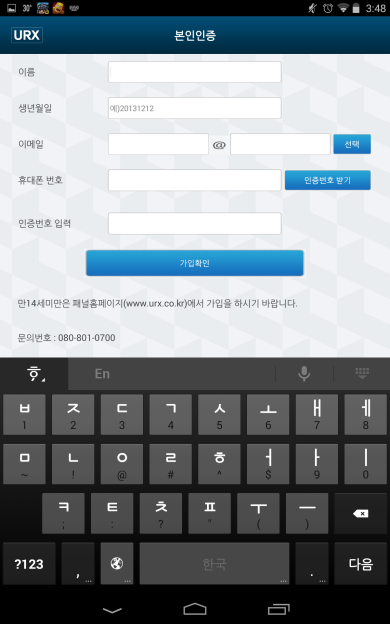 30° 3:48
URX 본인인증
이름
생년월일 예)20131212
이메일 @ 선택
휴대폰 번호 인증번호 받기
인증번호 입력
가입확인
만14세미만은 패널홈페이지(www.urx.co.kr)에서 가입을 하시기 바랍니다.
문의번호 : 080-801-0700
En
ㅂ ㅈ ㄷ ㄱ ㅅ ㅗ ㅐ ㅔ
1 2 3 4 5 6 7 8
ㅁ ㄴ ㅇ ㄹ ㅎ ㅓ ㅏ ㅣ
~ ! @ # ^ $ 9 0
ㅋ ㅌ ㅊ ㅍ ㅜ ㅡ
; : ? " ( )
?123 , ... ... 한국 ... . ... 다음